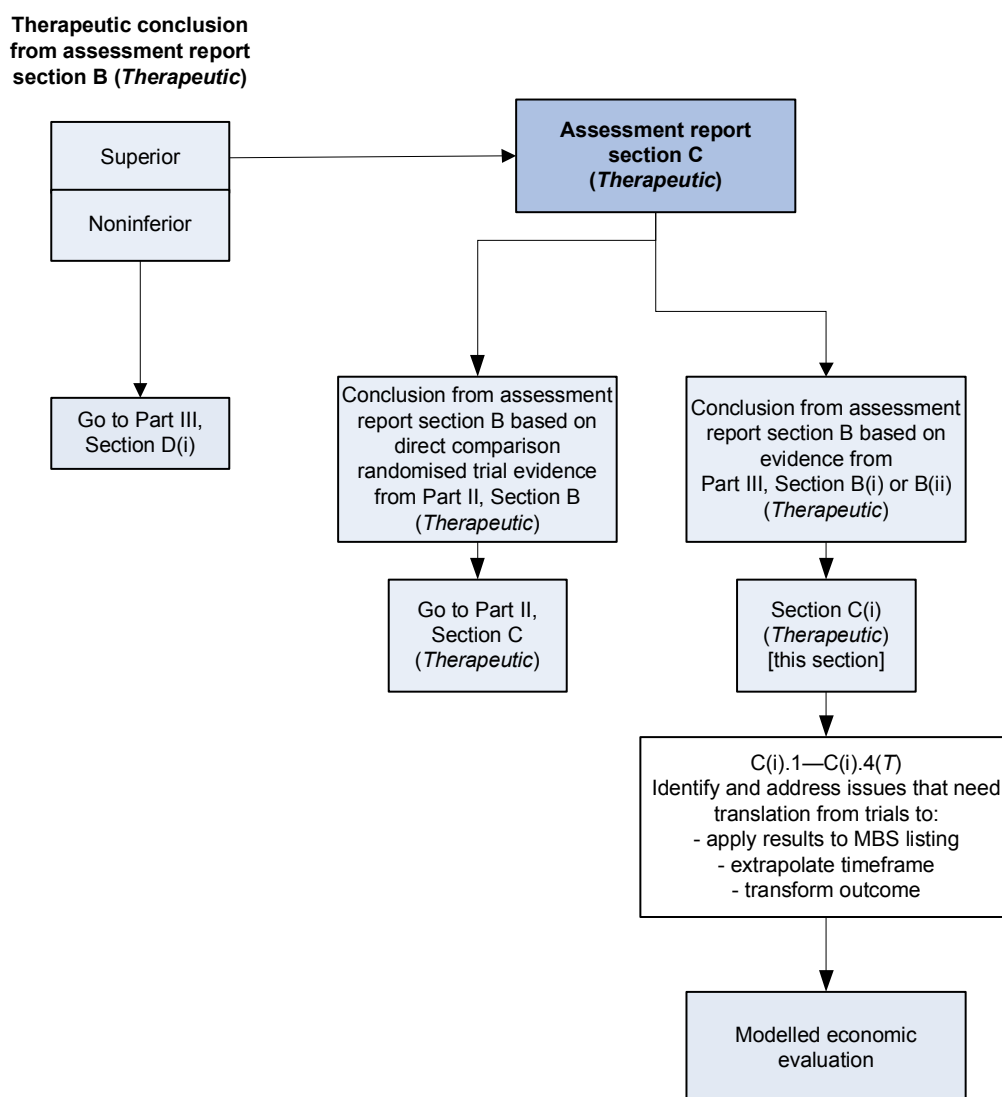 Therapeutic conclusion
from assessment report
section B (Therapeutic)
Superior
Noninferior
Go to Part III,
Section D(i)
Assessment report
section C
(Therapeutic)
Conclusion from assessment
report section B based on
direct comparison
randomised trial evidence
from Part II, Section B
(Therapeutic)
Go to Part II,
Section C
(Therapeutic)
Conclusion from assessment
report section B based on
evidence from
Part III, Section B(i) or B(ii)
(Therapeutic)
Section C(i)
(Therapeutic)
[this section]
C(i).1—C(i).4(T)
Identify and address issues that need
translation from trials to:
- apply results to MBS listing
- extrapolate timeframe
- transform outcome
Modelled economic
evaluation